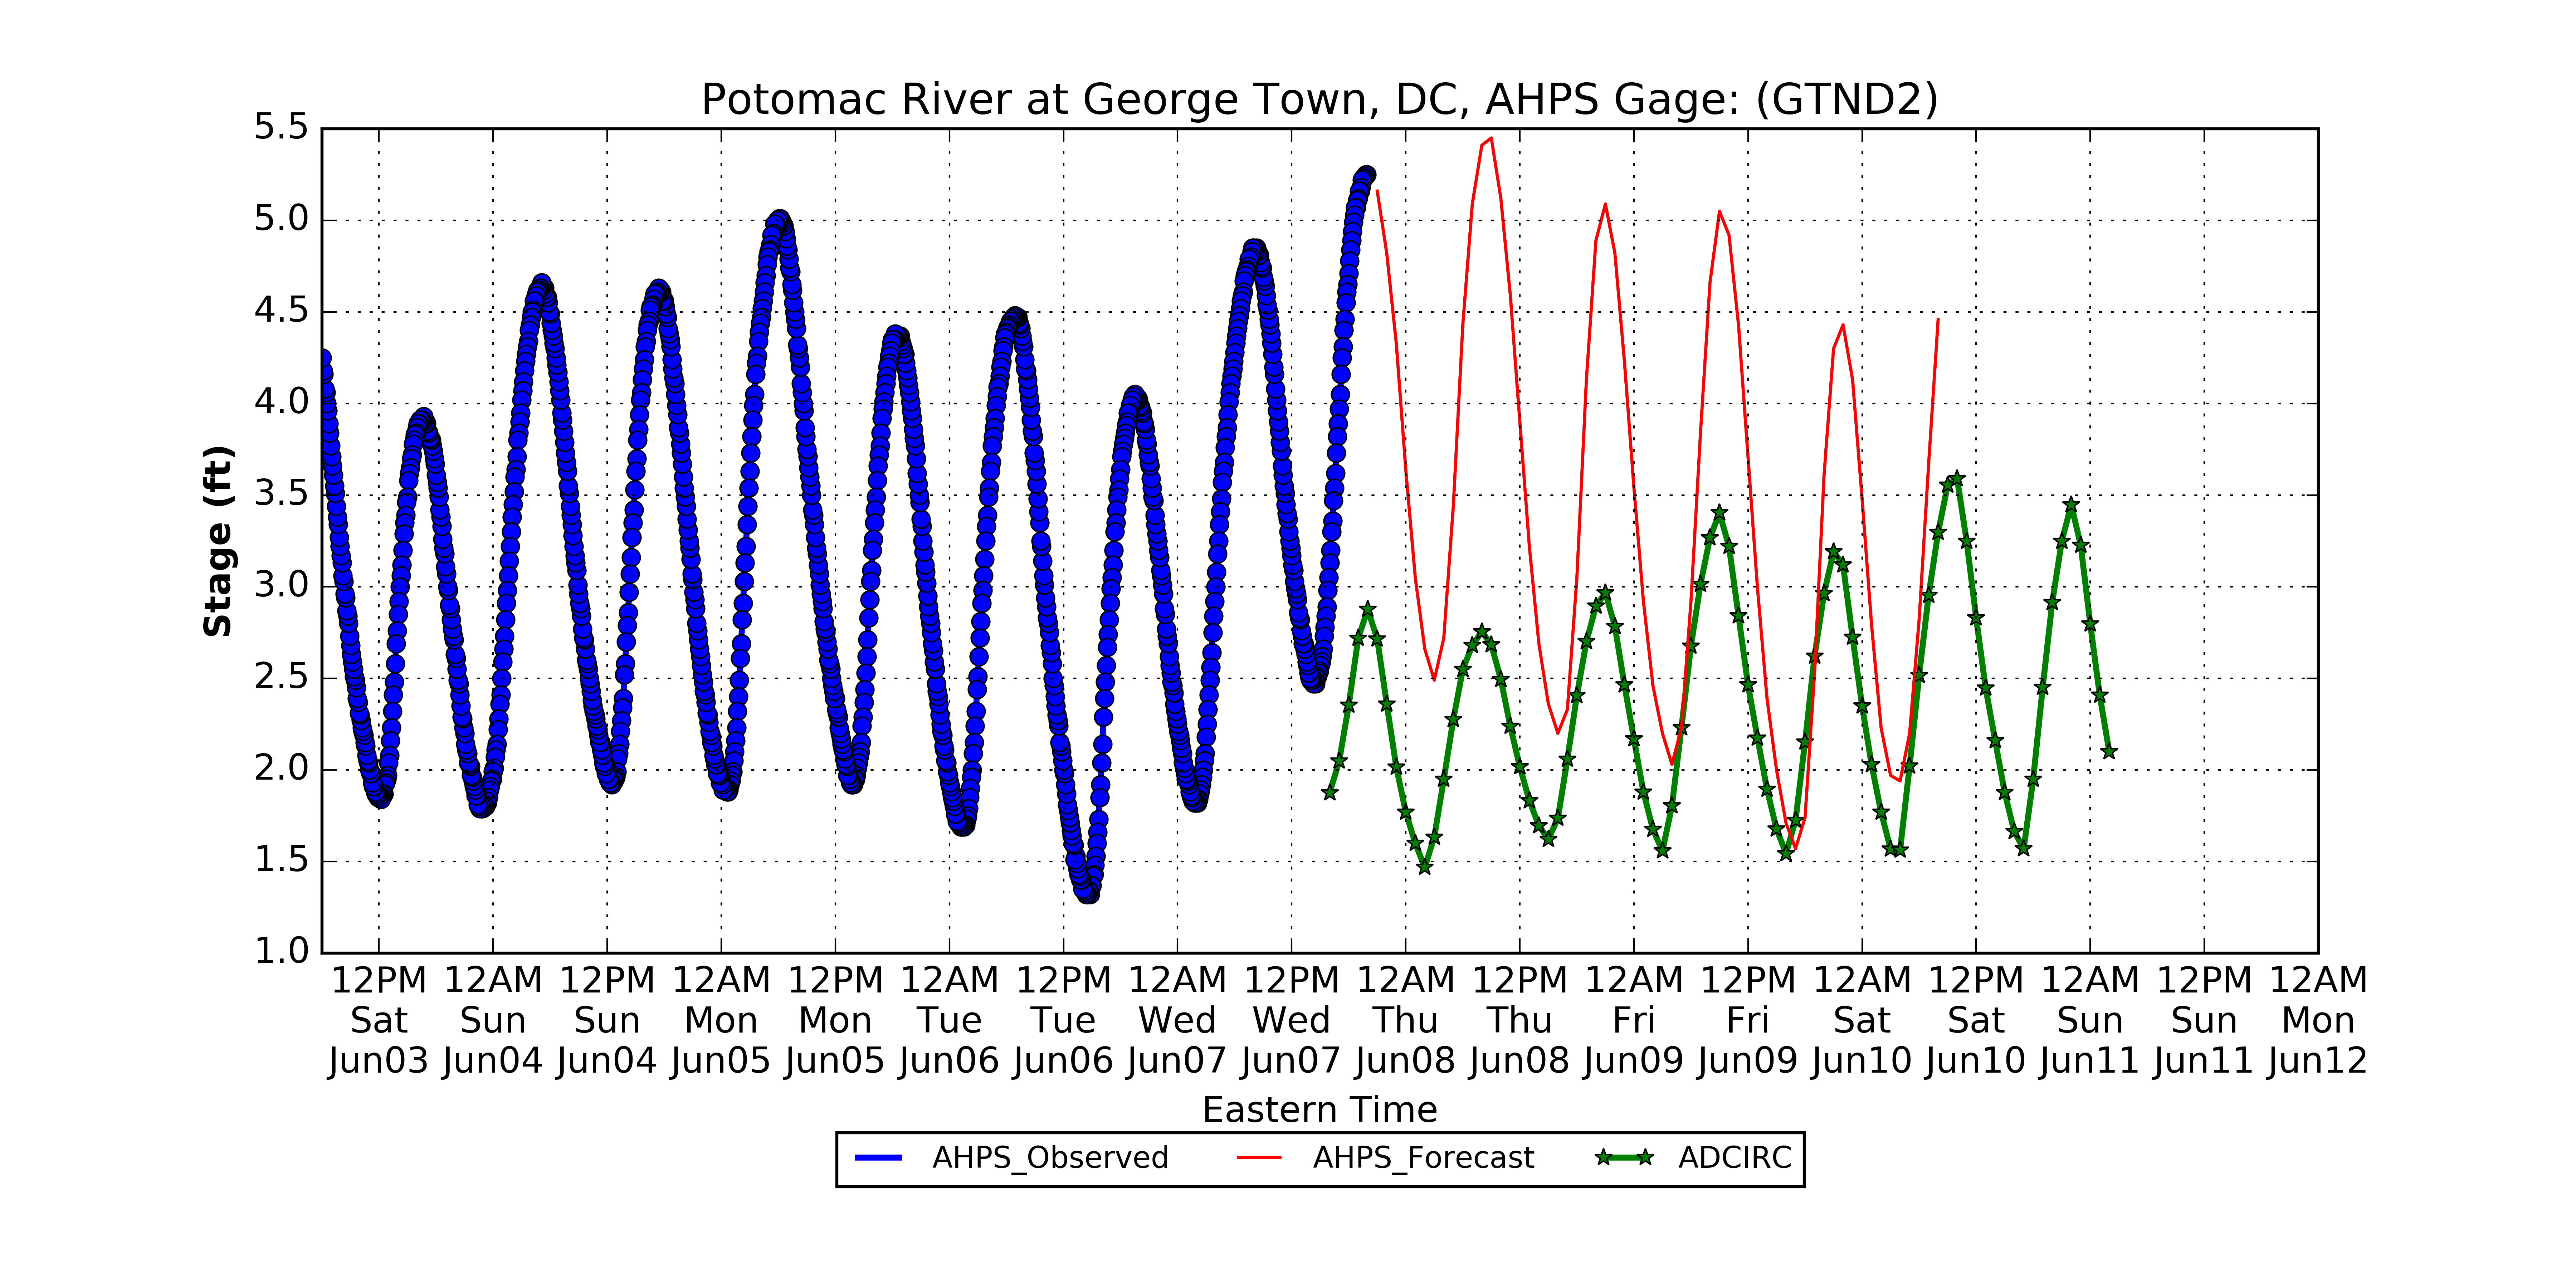 Potomac River at George Town, DC, AHPS Gage: (GTND2)
5.5
5.0
4.5
4.0
3.5
3.0
2.5
2.0
1.5
1.0
Stage (ft)
12PM 12AM 12PM 12AM 12PM 12AM 12PM 12AM 12PM 12AM 12PM 12AM 12PM 12AM 12PM 12AM 12PM 12AM
Sat Sun Sun Mon Mon Tue Tue Wed Wed Thu Thu Fri Fri Sat Sat Sun Sun Mon
Jun03 Jun04 Jun04 Jun05 Jun05 Jun06 Jun06 Jun07 Jun07 Jun08 Jun08 Jun09 Jun09 Jun10 Jun10 Jun11 Jun11 Jun12
Eastern Time
AHPS_Observed AHPS_Forecast ADCIRC